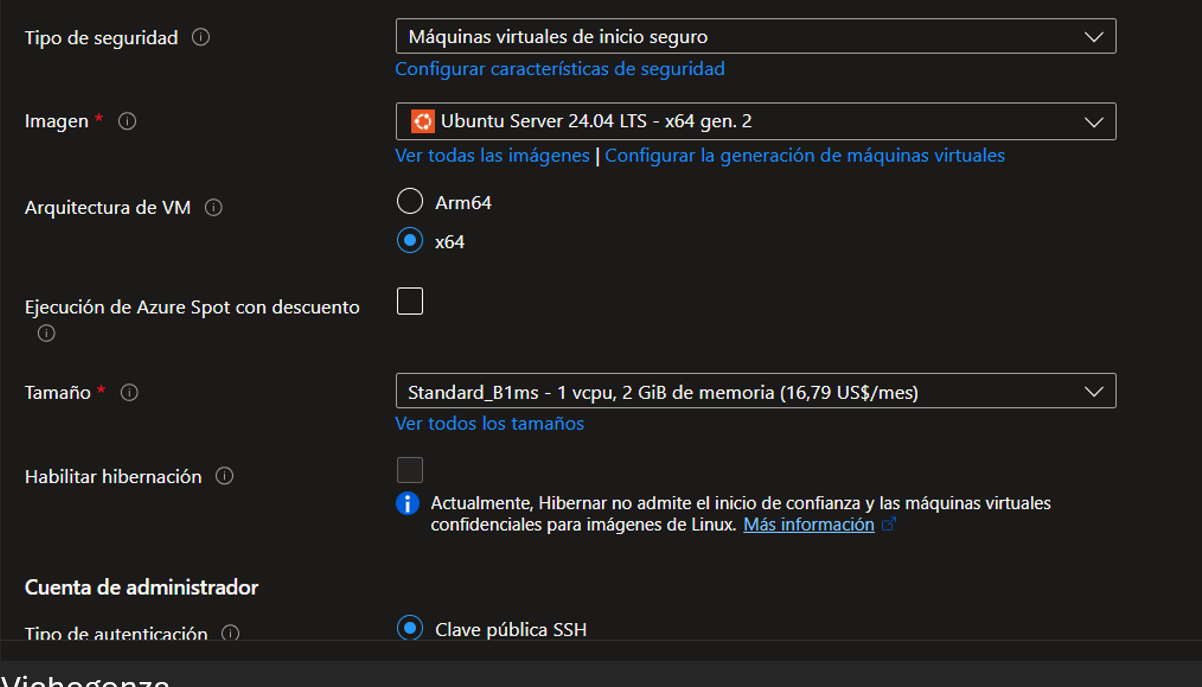 Tipo de seguridad
Máquinas virtuales de inicio seguro
Configurar características de seguridad
Imagen *
Ubuntu Server 24.04 LTS - x64 gen. 2
Ver todas las imágenes | Configurar la generación de máquinas virtuales
Arquitectura de VM
Arm64
x64
Ejecución de Azure Spot con descuento
Tamaño *
Standard_B1ms - 1 vcpu, 2 GiB de memoria (16,79 US$/mes)
Ver todos los tamaños
Habilitar hibernación
Actualmente, Hibernar no admite el inicio de confianza y las máquinas virtuales
confidenciales para imágenes de Linux. Más información
Cuenta de administrador
Tipo de autenticación
Clave pública SSH